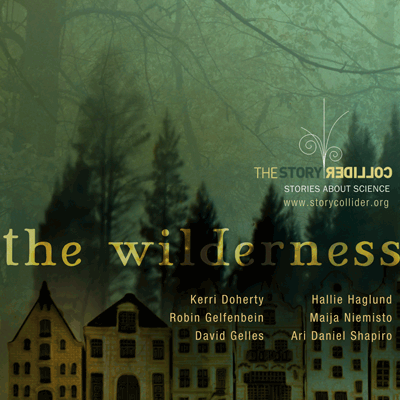 THE STORY COLLIDER
STORIES ABOUT SCIENCE
www.storycollider.org
the wilderness
Kerri Doherty
Robin Gelfenbein
David Gelles
Hallie Haglund
Maija Niemisto
Ari Daniel Shapiro